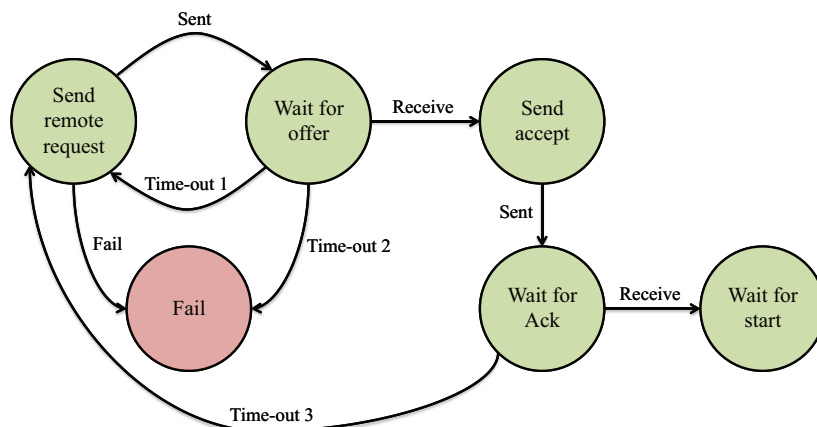 Sent
Send
remote
request
Wait for
offer
Receive
Send
accept
Time-out 1
Sent
Fail
Time-out 2
Fail
Wait for
Ack
Receive
Wait for
start
Time-out 3